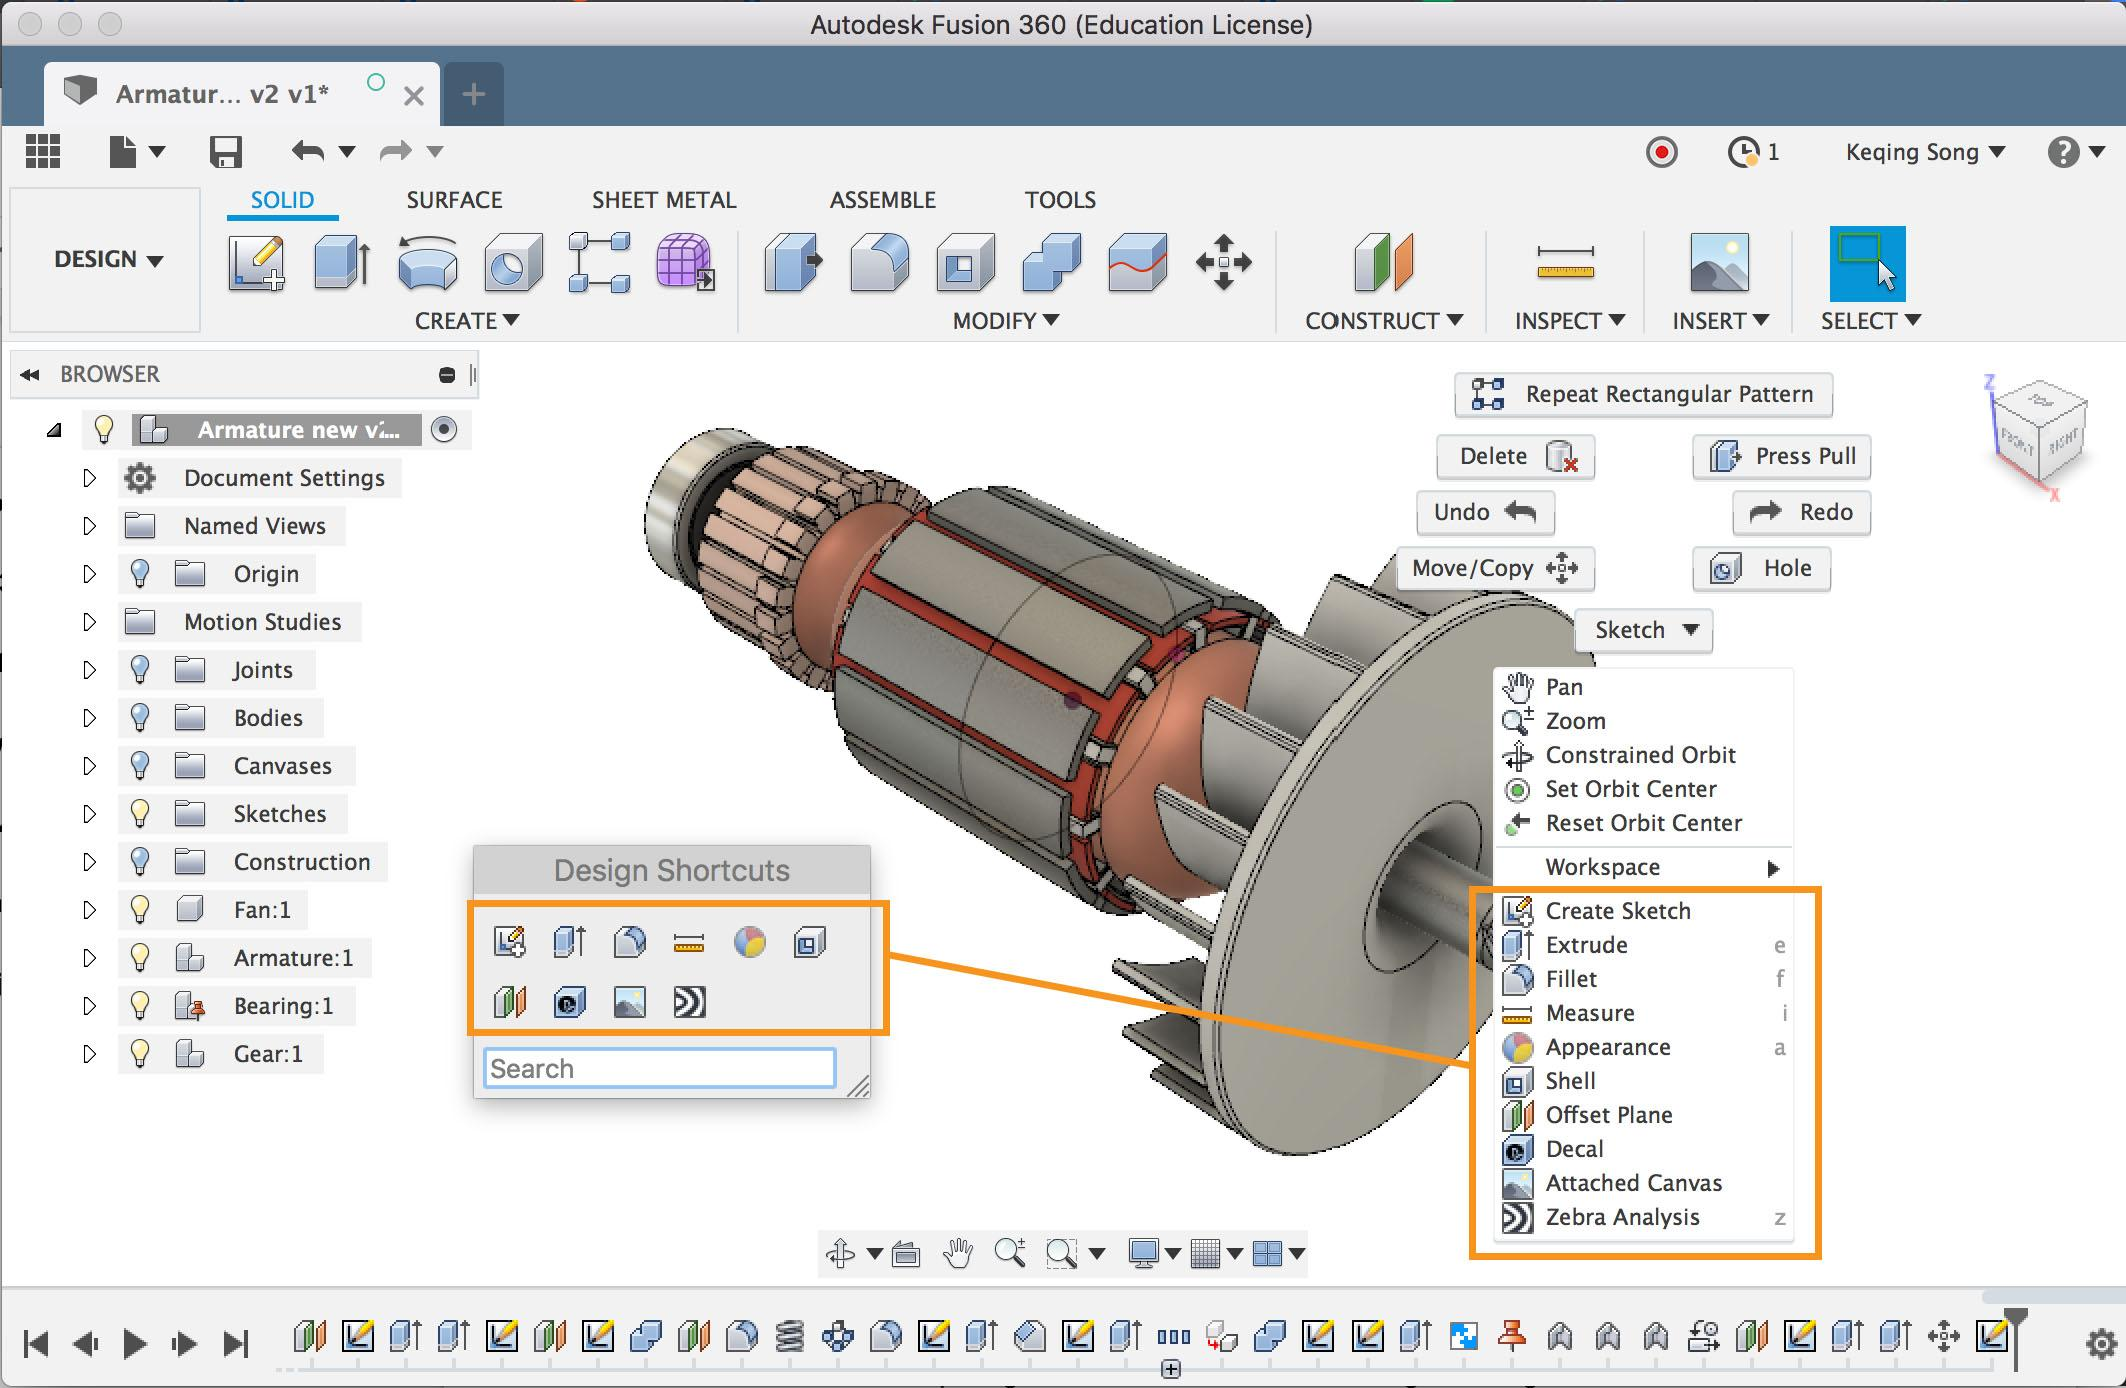 Autodesk Fusion 360 (Education License)
Armatur... v2 v1*
1
Keqing Song
SOLID SURFACE SHEET METAL ASSEMBLE TOOLS
DESIGN
CREATE MODIFY CONSTRUCT INSPECT INSERT SELECT
BROWSER
Armature new v2...
Document Settings
Named Views
Origin
Motion Studies
Joints
Bodies
Canvases
Sketches
Construction
Fan:1
Armature:1
Bearing:1
Gear:1
Design Shortcuts
Search
Repeat Rectangular Pattern
Delete
Press Pull
Undo
Redo
Move/Copy
Hole
Sketch
Z
TOP
FRONT RIGHT
X
Pan
Zoom
Constrained Orbit
Set Orbit Center
Reset Orbit Center
Workspace
Create Sketch
Extrude e
Fillet f
Measure i
Appearance a
Shell
Offset Plane
Decal
Attached Canvas
Zebra Analysis z